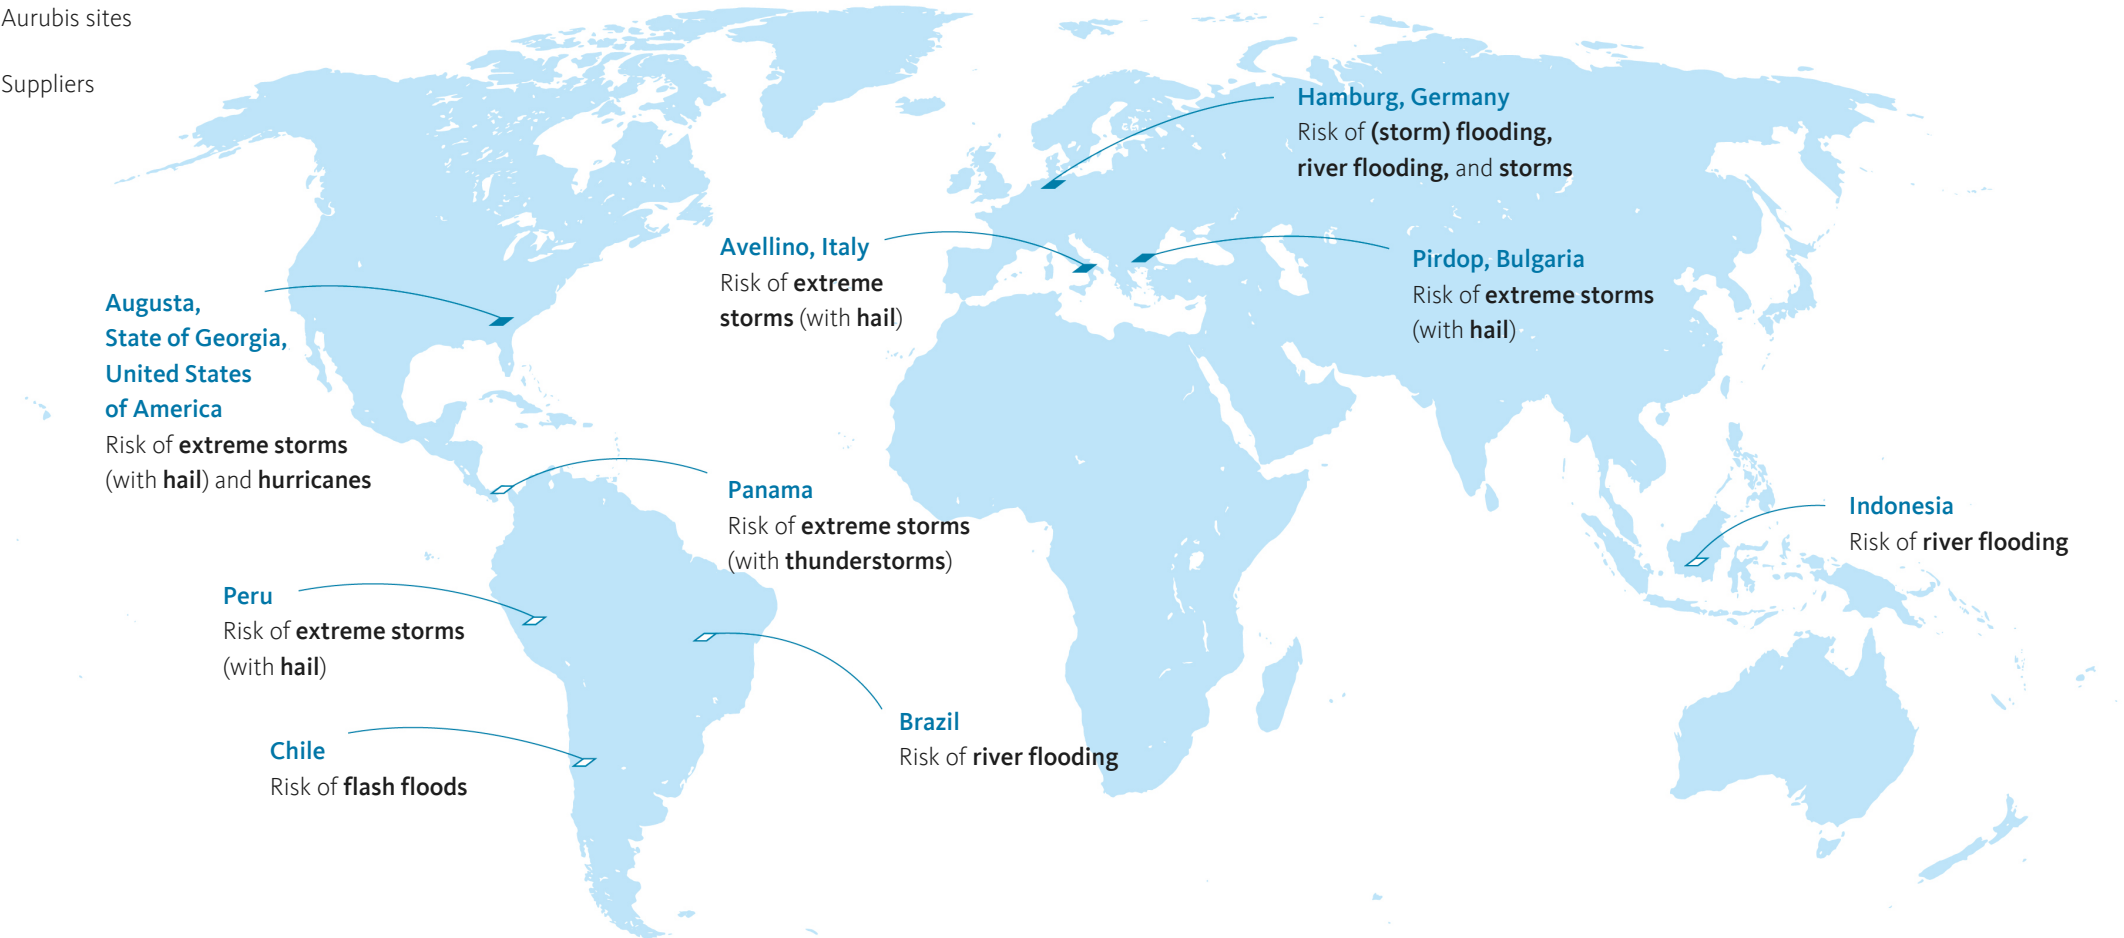 Aurubis sites
Suppliers
Hamburg, Germany
Risk of (storm) flooding,
river flooding, and storms
Avellino, Italy
Risk of extreme
storms (with hail)
Pirdop, Bulgaria
Risk of extreme storms
(with hail)
Augusta,
State of Georgia,
United States
of America
Risk of extreme storms
(with hail) and hurricanes
Panama
Risk of extreme storms
(with thunderstorms)
Indonesia
Risk of river flooding
Peru
Risk of extreme storms
(with hail)
Brazil
Risk of river flooding
Chile
Risk of flash floods